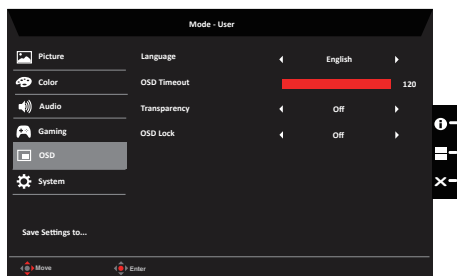 Mode - User
Picture
Language
English
Color
OSD Timeout
120
Audio
Transparency
Off
Gaming
OSD Lock
Off
OSD
System
Save Settings to...
Move
Enter